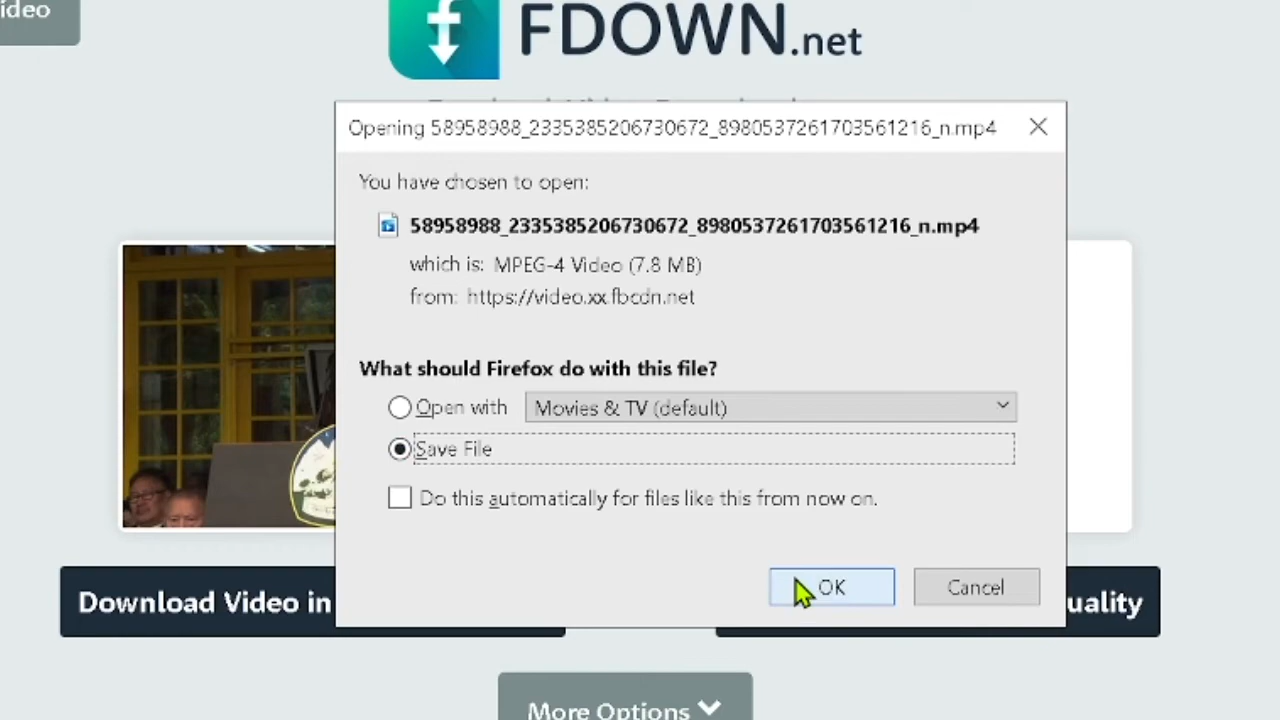 ideo
FDOWN.net
Opening 58958988_2335385206730672_8980537261703561216_n.mp4
You have chosen to open:
58958988_2335385206730672_8980537261703561216_n.mp4
which is: MPEG-4 Video (7.8 MB)
from: https://video.xx.fbcdn.net
What should Firefox do with this file?
Open with Movies & TV (default)
Save File
Do this automatically for files like this from now on.
OK Cancel
Download Video in uality
More Options